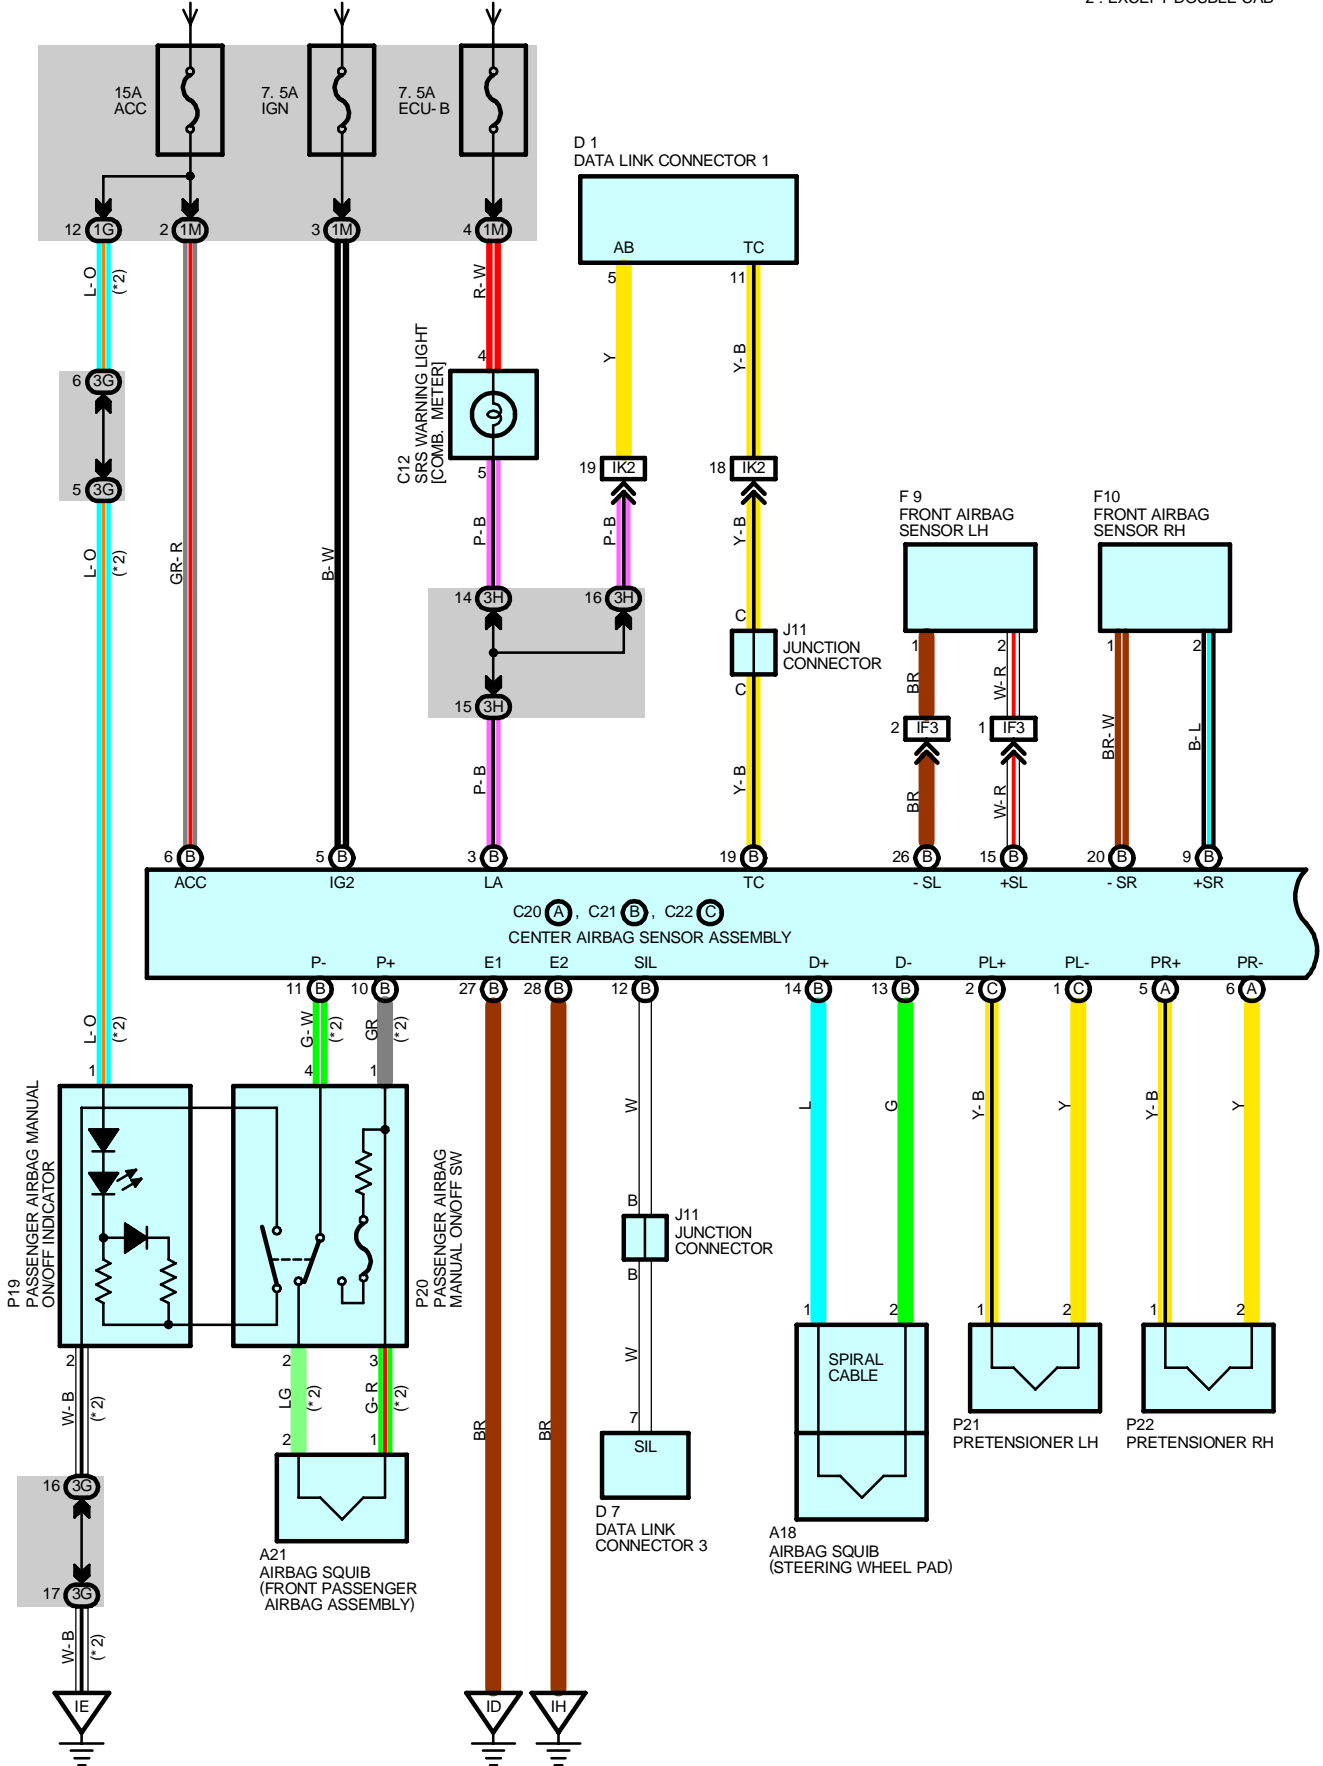 15A
ACC
7. 5A
IGN
7. 5A
ECU- B
D 1
DATA LINK CONNECTOR 1
AB
TC
12 1G
2 1M
3 1M
4 1M
5
11
L- O
(*2)
R- W
Y
Y- B
6 3G
5 3G
4
C12
SRS WARNING LIGHT
[COMB. METER]
5
19 IK2
18 IK2
L- O
(*2)
GR- R
B- W
P- B
P- B
Y- B
F 9
FRONT AIRBAG
SENSOR LH
F10
FRONT AIRBAG
SENSOR RH
14 3H
16 3H
C
J11
JUNCTION
CONNECTOR
C
1
2
1
2
BR
W- R
BR- W
B- L
15 3H
2 IF3
1 IF3
P- B
Y- B
BR
W- R
6 B
5 B
3 B
19 B
26 B
15 B
20 B
9 B
ACC
IG2
LA
TC
- SL
+SL
- SR
+SR
C20 A , C21 B , C22 C
CENTER AIRBAG SENSOR ASSEMBLY
P-
P+
E1
E2
SIL
D+
D-
PL+
PL-
PR+
PR-
11 B
10 B
27 B
28 B
12 B
14 B
13 B
2 C
1 C
5 A
6 A
L- O
(*2)
G- W
(*2)
GR
(*2)
1
4
1
W
L
G
Y- B
Y
Y- B
Y
P19
PASSENGER AIRBAG MANUAL
ON/OFF INDICATOR
P20
PASSENGER AIRBAG
MANUAL ON/OFF SW
B
J11
JUNCTION
CONNECTOR
B
1
2
1
2
1
2
2
2
3
W- B
(*2)
LG
(*2)
G- R
(*2)
BR
BR
W
SPIRAL
CABLE
2
1
7
SIL
P21
PRETENSIONER LH
P22
PRETENSIONER RH
16 3G
17 3G
D 7
DATA LINK
CONNECTOR 3
A18
AIRBAG SQUIB
(STEERING WHEEL PAD)
A21
AIRBAG SQUIB
(FRONT PASSENGER
AIRBAG ASSEMBLY)
W- B
(*2)
IE
ID
IH